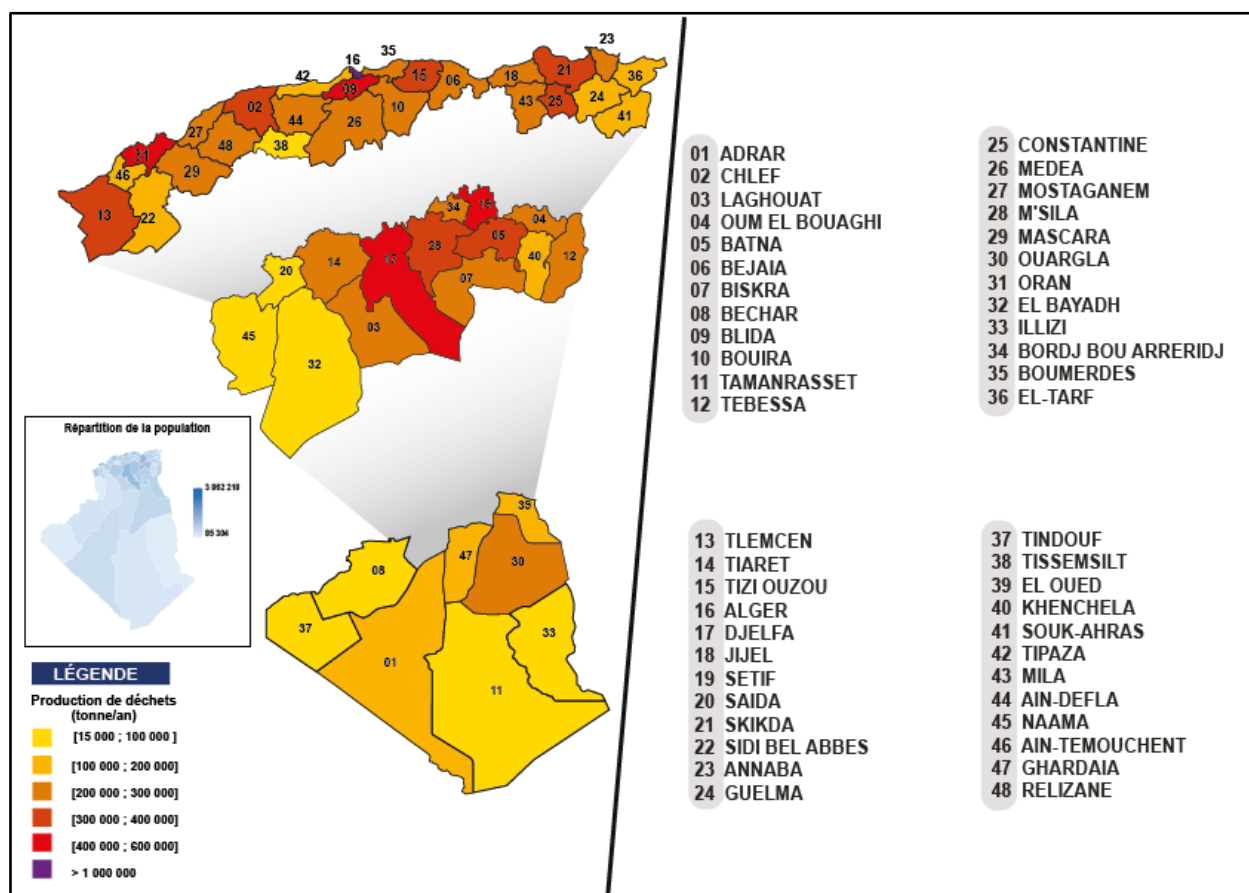 23
35
16
42
15
06
18
21
36
09
02
43
25
24
10
44
26
41
27
48
38
31
46
29
13
22
19
34
04
05
28
17
40
12
14
20
07
03
45
32
Répartition de la population
3 062 210
85 304
39
47
30
08
37
33
01
11
LÉGENDE
Production de déchets
(tonne/an)
[15 000 ; 100 000 ]
[100 000 ; 200 000]
[200 000 ; 300 000]
[300 000 ; 400 000]
[400 000 ; 600 000]
> 1 000 000
01 ADRAR
02 CHLEF
03 LAGHOUAT
04 OUM EL BOUAGHI
05 BATNA
06 BEJAIA
07 BISKRA
08 BECHAR
09 BLIDA
10 BOUIRA
11 TAMANRASSET
12 TEBESSA
25 CONSTANTINE
26 MEDEA
27 MOSTAGANEM
28 M'SILA
29 MASCARA
30 OUARGLA
31 ORAN
32 EL BAYADH
33 ILLIZI
34 BORDJ BOU ARRERIDJ
35 BOUMERDES
36 EL-TARF
13 TLEMCEN
14 TIARET
15 TIZI OUZOU
16 ALGER
17 DJELFA
18 JIJEL
19 SETIF
20 SAIDA
21 SKIKDA
22 SIDI BEL ABBES
23 ANNABA
24 GUELMA
37 TINDOUF
38 TISSEMSILT
39 EL OUED
40 KHENCHELA
41 SOUK-AHRAS
42 TIPAZA
43 MILA
44 AIN-DEFLA
45 NAAMA
46 AIN-TEMOUCHENT
47 GHARDAIA
48 RELIZANE